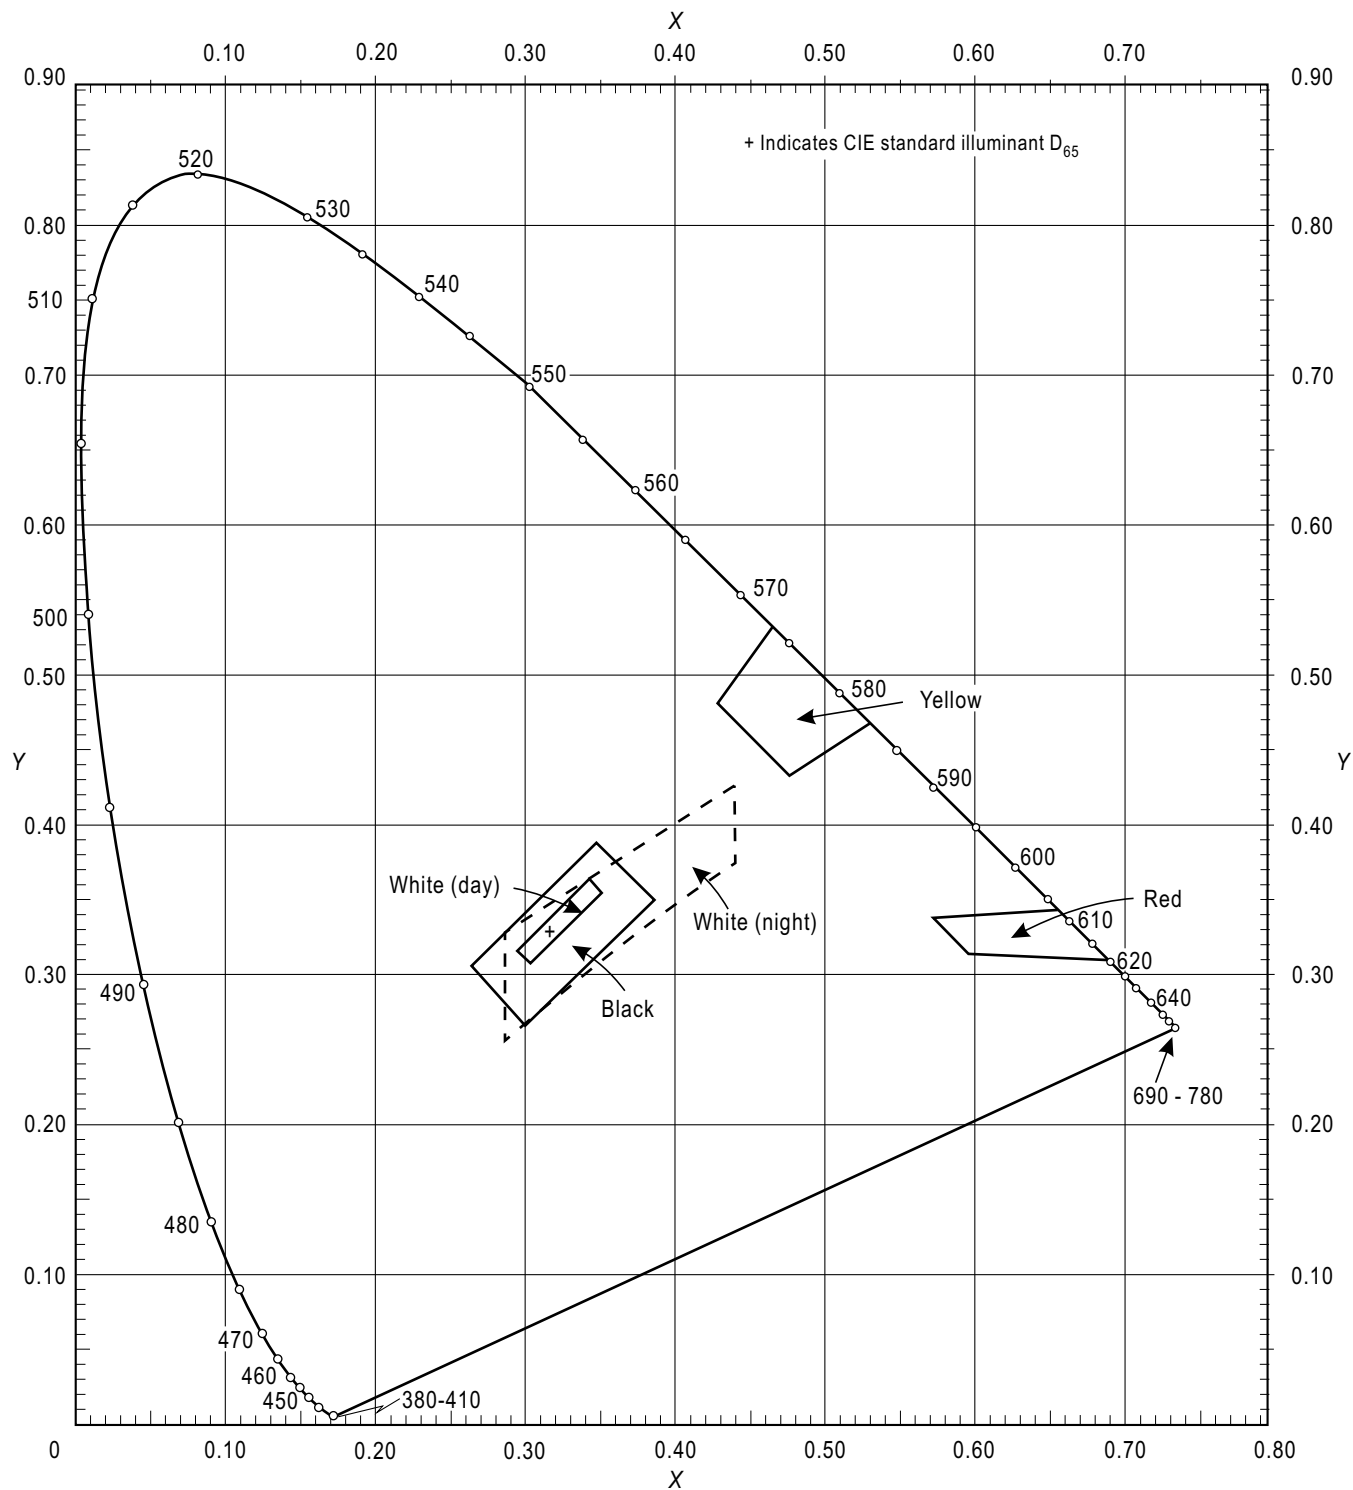 X
0.10 0.20 0.30 0.40 0.50 0.60 0.70
0.90 0.90
+ Indicates CIE standard illuminant D65
520
530
0.80 0.80
540
510
0.70 550 0.70
560
0.60 0.60
570
500
0.50 0.50
580
Yellow
Y Y
590
0.40 0.40
600
White (day)
Red
610
White (night)
620
0.30 0.30
490
640
Black
690 - 780
0.20 0.20
480
0.10 0.10
470
460
450 380-410
0 0.10 0.20 0.30 0.40 0.50 0.60 0.70 0.80
X